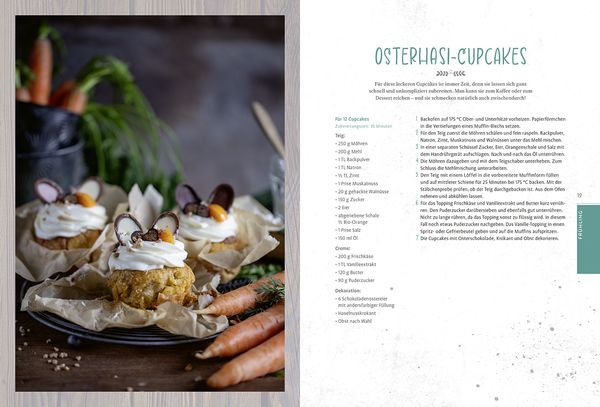 OSTERHASI-CUPCAKES
Für diese leckeren Cupcakes ist immer Zeit, denn sie lassen sich ganz
schnell und unkompliziert zubereiten. Man kann sie zum Kaffee oder zum
Dessert reichen – und sie schmecken natürlich auch zwischendurch!
Für 12 Cupcakes
Zubereitungszeit: 35 Minuten
Teig:
• 250 g Möhren
• 200 g Mehl
• 1 TL Backpulver
• 1 TL Natron
• ½ TL Zimt
• 1 Prise Muskatnuss
• 20 g gehackte Walnüsse
• 150 g Zucker
• 2 Eier
• abgeriebene Schale
½ Bio-Orange
• 1 Prise Salz
• 150 ml Öl
Creme:
• 200 g Frischkäse
• 1 TL Vanilleextrakt
• 120 g Butter
• 90 g Puderzucker
Dekoration:
• 6 Schokoladenostereier
mit andersfarbiger Füllung
• Haselnusskrokant
• Obst nach Wahl
1 Backofen auf 175 °C Ober- und Unterhitze vorheizen. Papierförmchen
in die Vertiefungen eines Muffin-Blechs setzen.
2 Für den Teig zuerst die Möhren schälen und fein raspeln. Backpulver,
Natron, Zimt, Muskatnuss und Walnüssen unter das Mehl mischen.
3 In einer separaten Schüssel Zucker, Eier, Orangenschale und Salz mit
dem Handrührgerät aufschlagen. Nach und nach das Öl unterrühren.
4 Die Möhren dazugeben und mit dem Teigschaber unterheben. Zum
Schluss die Mehlmischung unterarbeiten.
5 Den Teig mit einem Löffel in die vorbereiteten Muffinform füllen
und auf mittlerer Schiene für 25 Minuten bei 175 °C backen. Mit der
Stäbchenprobe prüfen, ob der Teig durchgebacken ist. Aus dem Ofen
nehmen und abkühlen lassen.
6 Für das Topping Frischkäse und Vanilleextrakt und Butter kurz verrüh-
ren. Den Puderzucker darübersieben und ebenfalls gut unterrühren.
Nicht zu lange rühren, da das Topping sonst zu flüssig wird. In diesem
Fall noch etwas Puderzucker nachgeben. Das Vanille-Topping in einen
Spritz- oder Gefrierbeutel geben und auf die Muffins aufspritzen.
7 Die Cupcakes mit Osterschokolade, Krokant und Obst dekorieren.
19
FRÜHLING